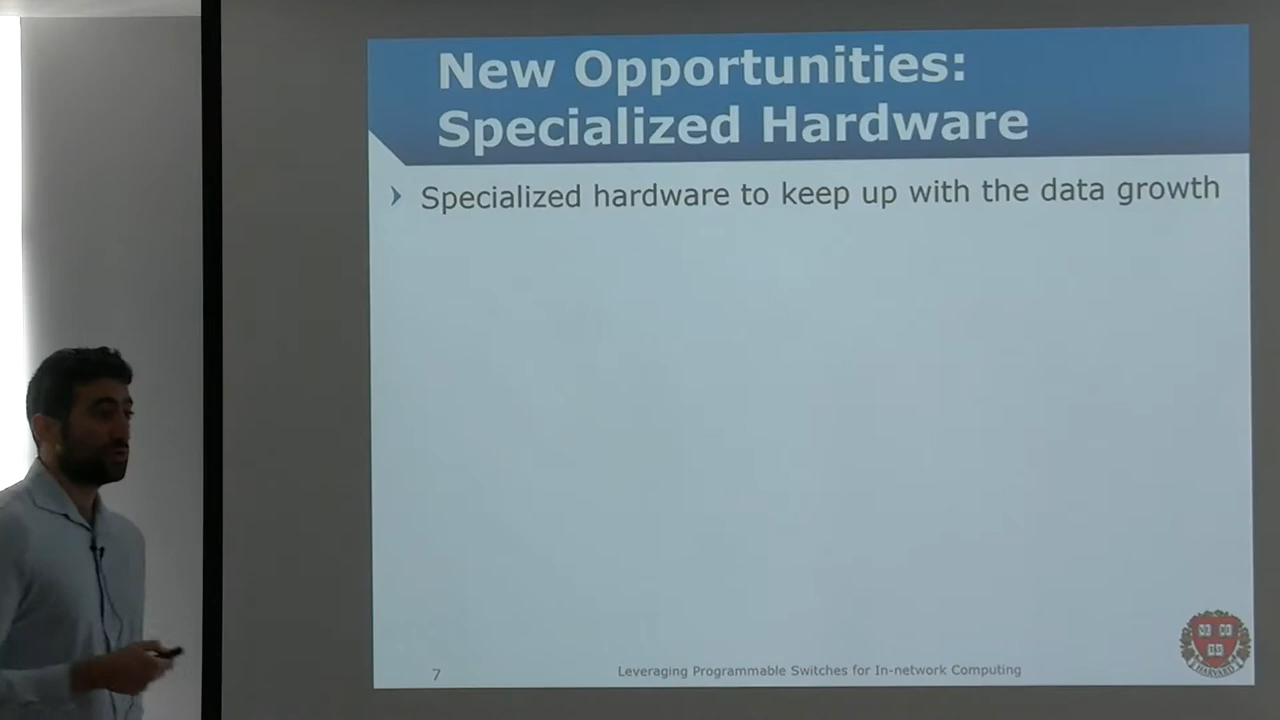 New Opportunities:
Specialized Hardware
Specialized hardware to keep up with the data growth
7
Leveraging Programmable Switches for In-network Computing
HARVARD